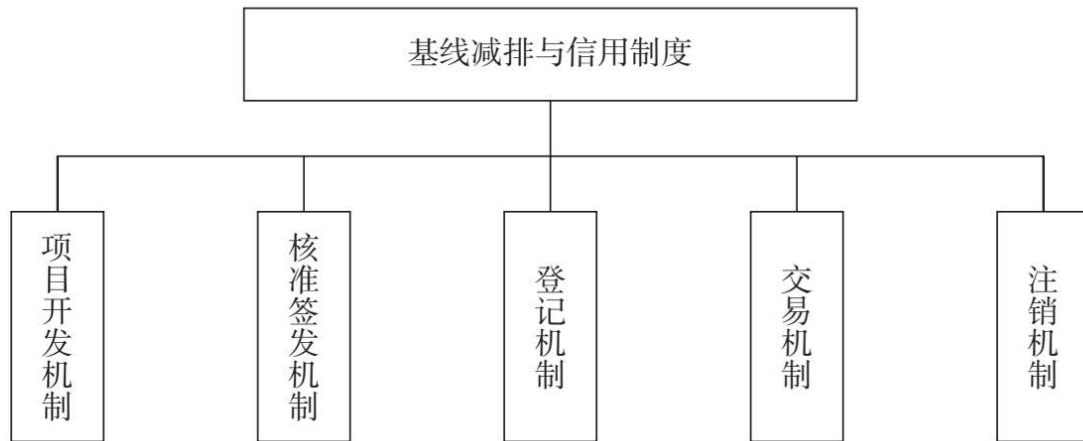 基线减排与信用制度
项目开发机制
核准签发机制
登记机制
交易机制
注销机制